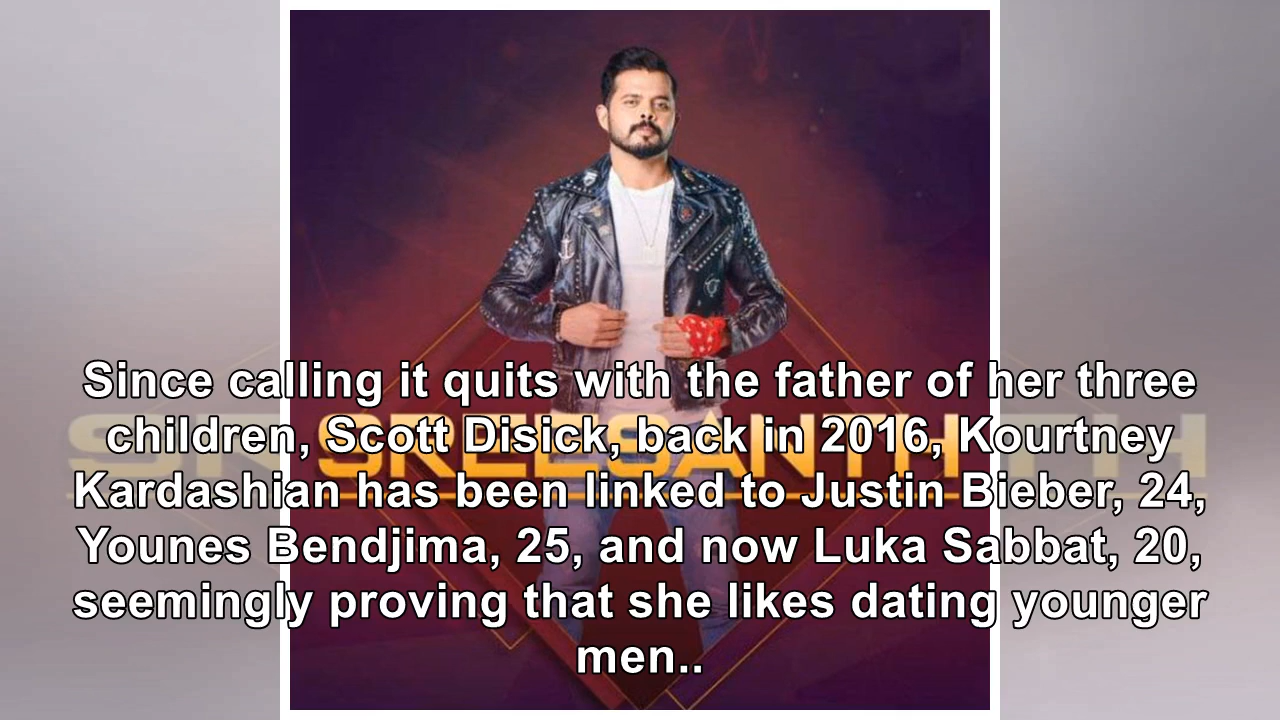 Since calling it quits with the father of her three
children, Scott Disick, back in 2016, Kourtney
SREESANTH
Kardashian has been linked to Justin Bieber, 24,
Younes Bendjima, 25, and now Luka Sabbat, 20,
seemingly proving that she likes dating younger
men..